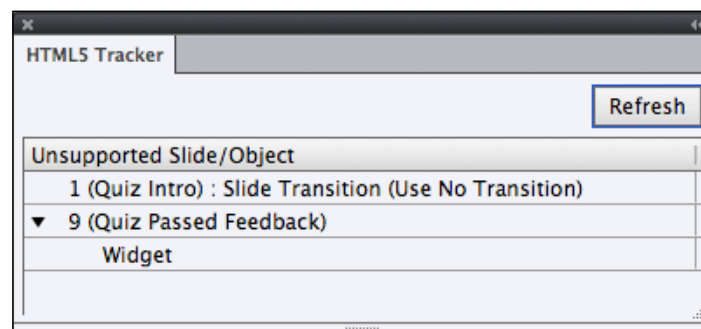 HTML5 Tracker
Refresh
Unsupported Slide/Object
1 (Quiz Intro) : Slide Transition (Use No Transition)
9 (Quiz Passed Feedback)
Widget